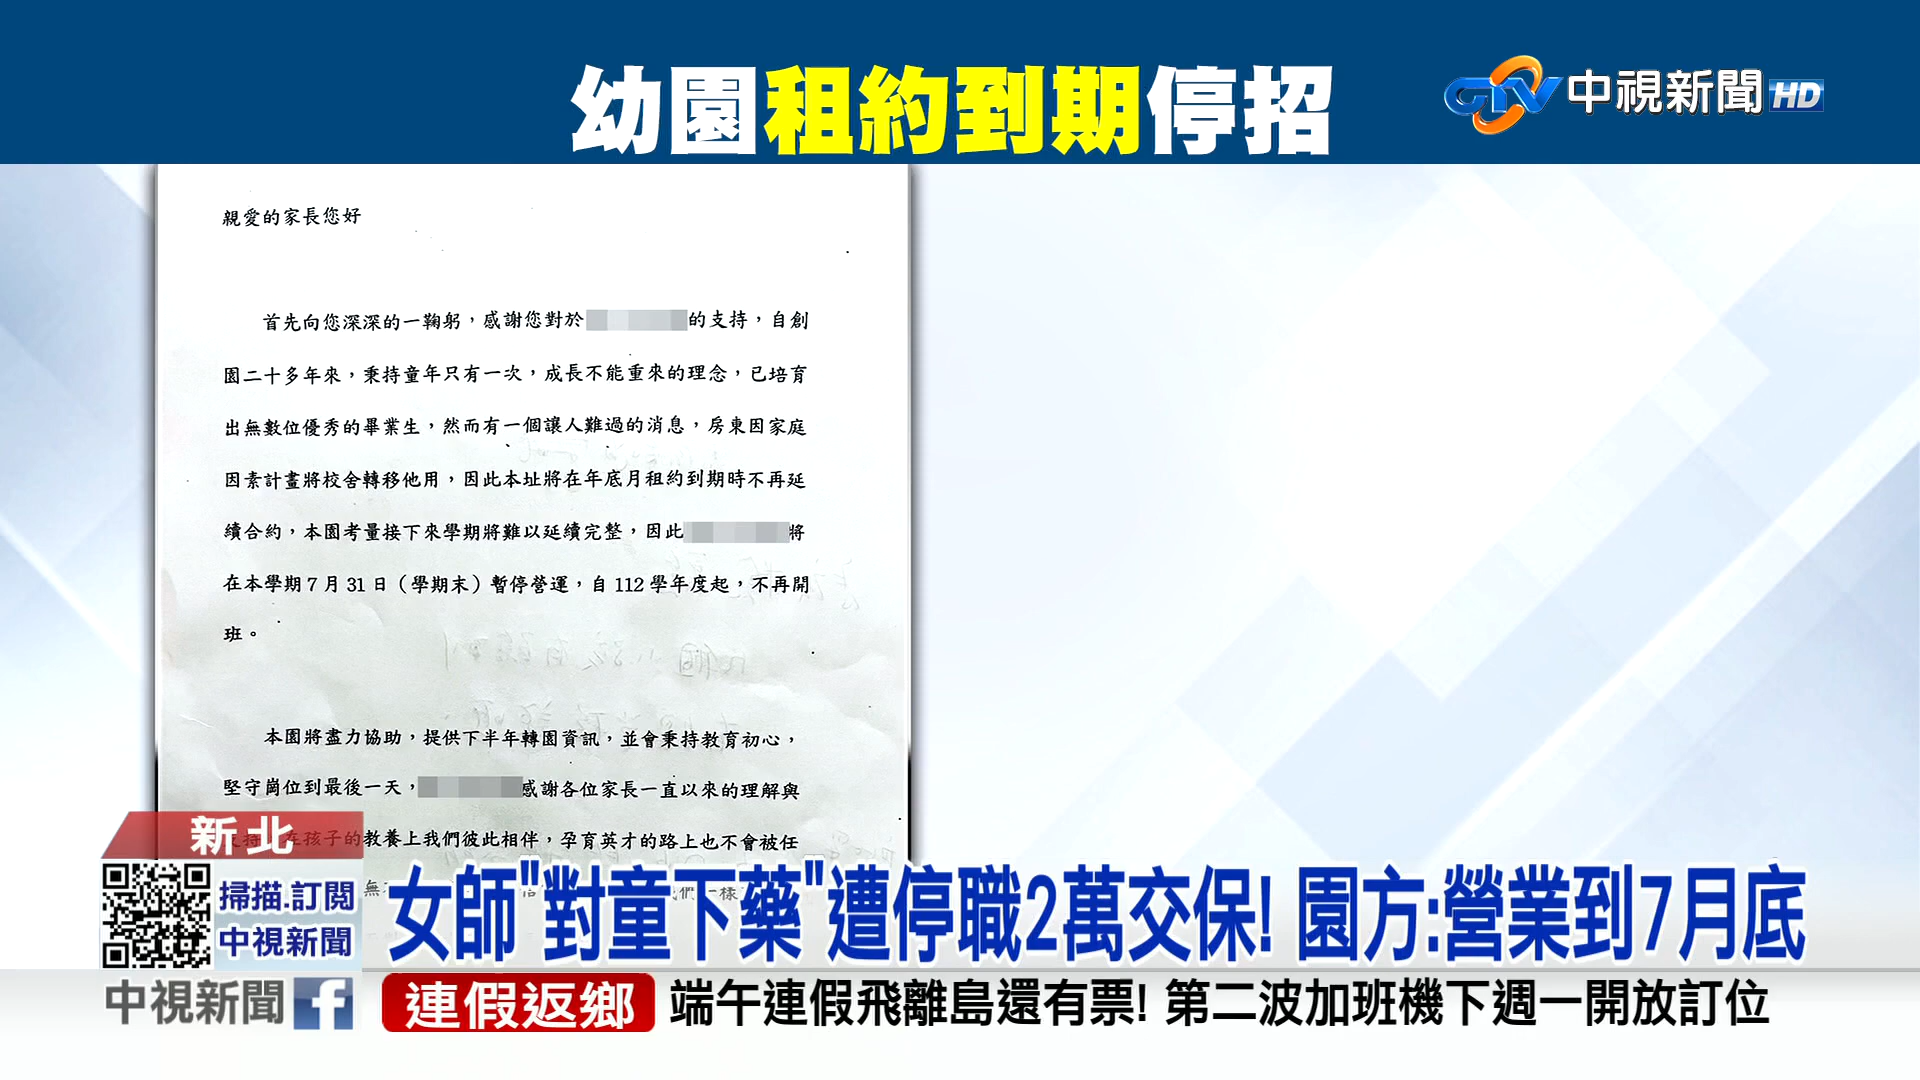 幼園租約到期停招
CTV 中視新聞 HD
親愛的家長您好
首先向您深深的一鞠躬，感謝您對於
的支持，自創
園二十多年來，秉持童年只有一次，成長不能重來的理念，已培育
出無數位優秀的畢業生，然而有一個讓人難過的消息，房東因家庭
因素計畫將校舍轉移他用，因此本址將在年底月租約到期時不再延
續合約，本園考量接下來學期將難以延續完整，因此
將
在本學期7月31日（學期末）暫停營運，自112學年度起，不再開
班。
本園將盡力協助，提供下半年轉園資訊，並會秉持教育初心，
堅守崗位到最後一天，
感謝各位家長一直以來的理解與
支持，在孩子的教養上我們彼此相伴，孕育英才的路上也不會被任
新北
掃描.訂閱
中視新聞
女師"對童下藥"遭停職2萬交保! 園方:營業到7月底
中視新聞 f
連假返鄉 端午連假飛離島還有票! 第二波加班機下週一開放訂位